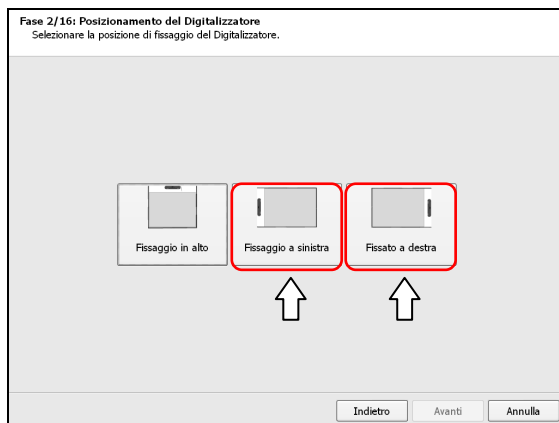 Fase 2/16: Posizionamento del Digitalizzatore
Selezionare la posizione di fissaggio del Digitalizzatore.
Fissaggio in alto
Fissaggio a sinistra
Fissato a destra
Indietro
Avanti
Annulla